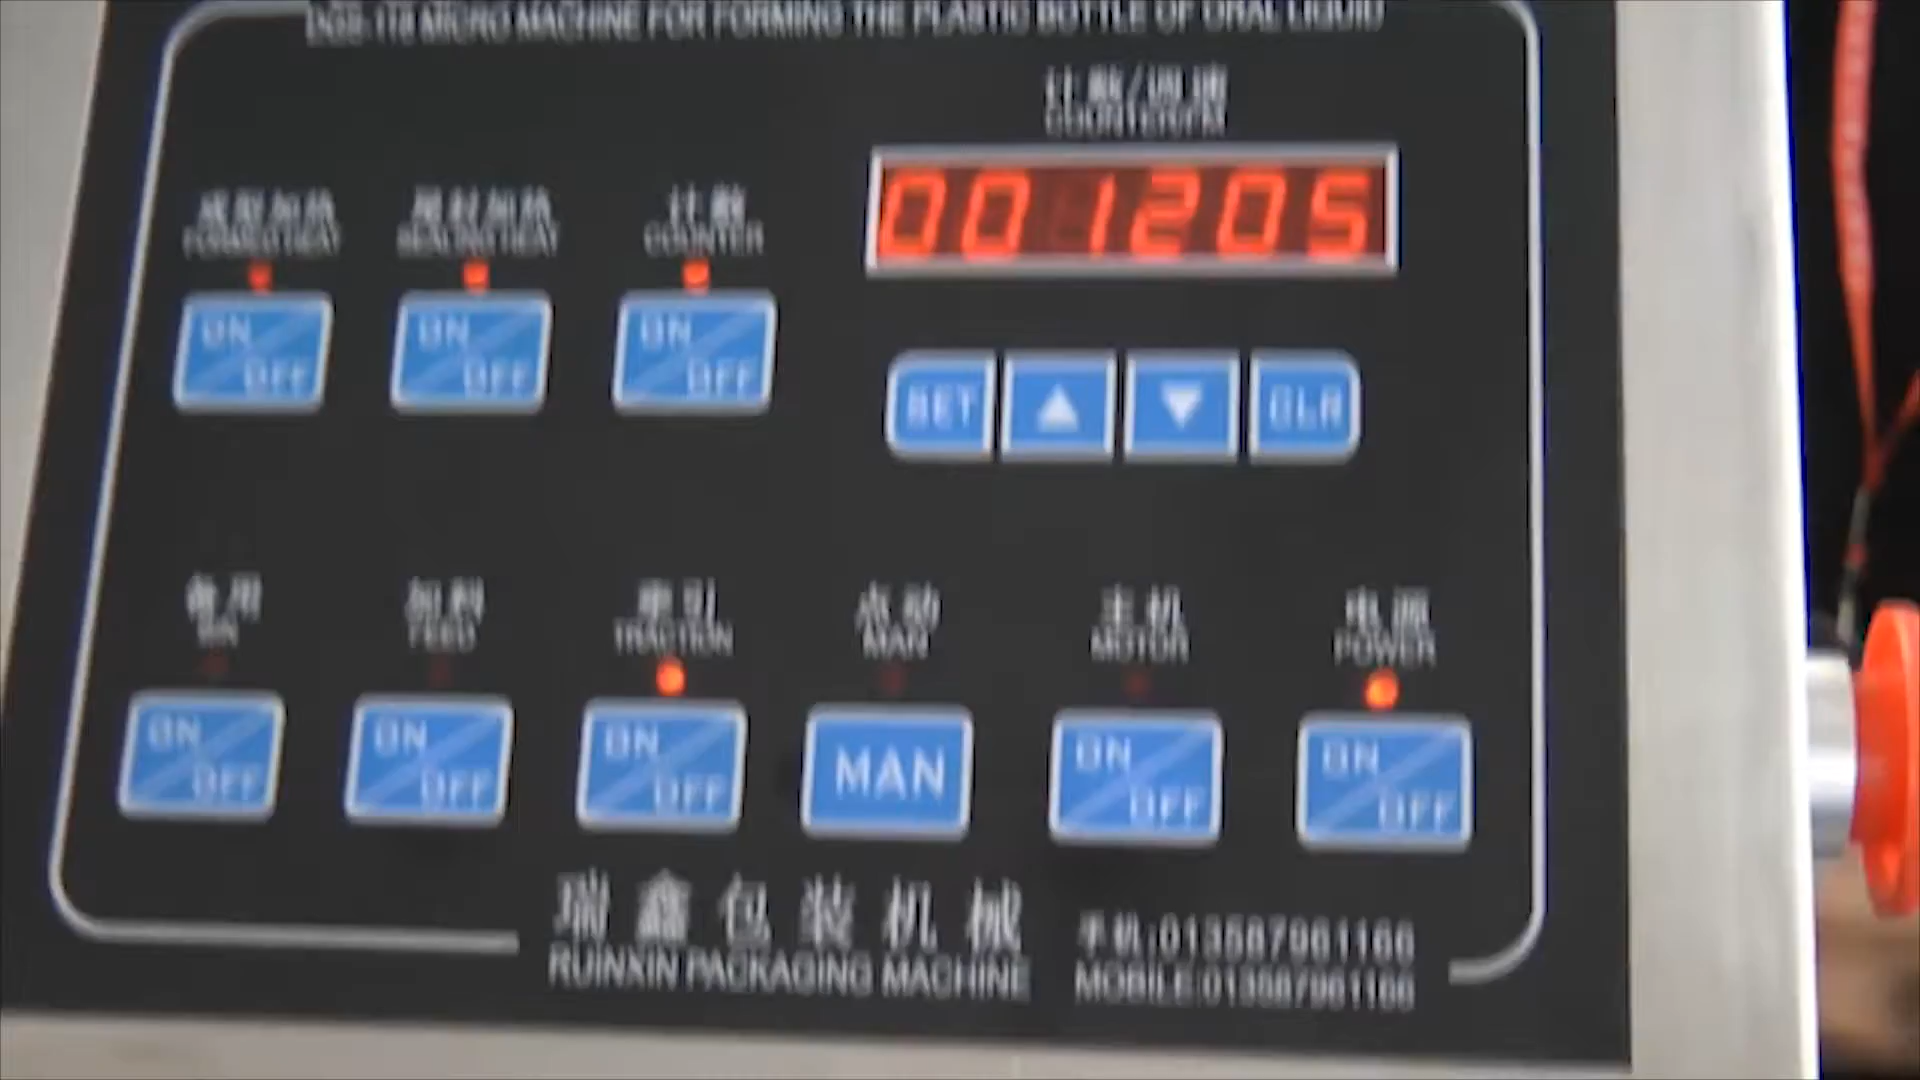 DGS-118 MICRO MACHINE FOR FORMING THE PLASTIC BOTTLE OF ORAL LIQUID
计数/调速
COUNTER/
001205
成型加热
FORMED HEAT
尾封加热
SEALING HEAT
计数
COUNTER
ON
OFF
ON
OFF
ON
OFF
SET
▲
▼
CLR
备用
加料
FEED
牵引
TRACTION
点动
MAN
主机
MOTOR
电源
POWER
ON
OFF
ON
OFF
ON
OFF
MAN
ON
OFF
ON
OFF
瑞鑫包装机械
RUINXIN PACKAGING MACHINE
手机:013587961166
MOBILE:013587961166